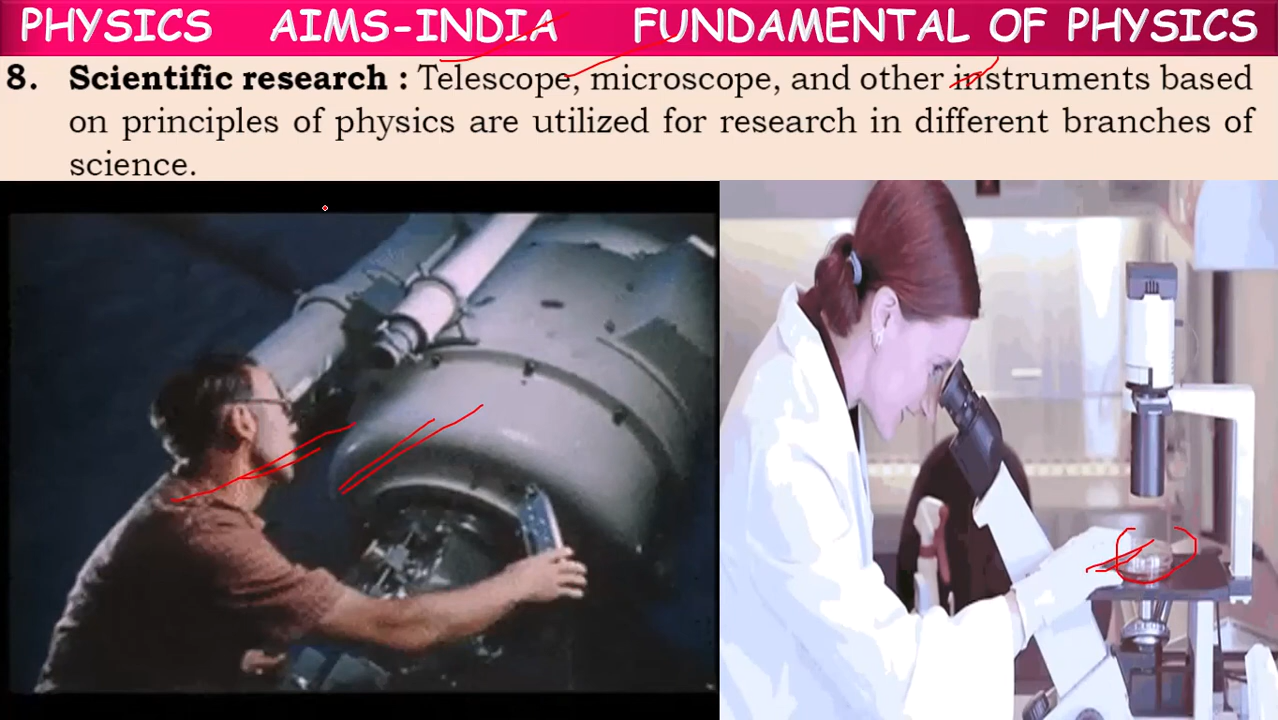 PHYSICS AIMS-INDIA FUNDAMENTAL OF PHYSICS
8. Scientific research : Telescope, microscope, and other instruments based
on principles of physics are utilized for research in different branches of
science.